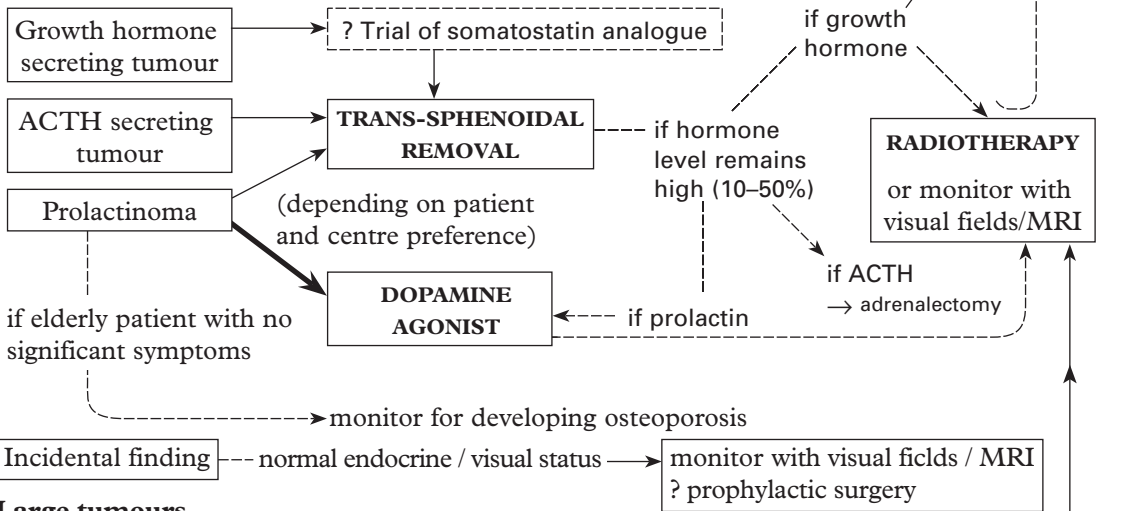 Growth hormone
secreting tumour
? Trial of somatostatin analogue
if growth
hormone
ACTH secreting
tumour
TRANS-SPHENOIDAL
REMOVAL
if hormone
level remains
high (10–50%)
RADIOTHERAPY
or monitor with
visual fields/MRI
Prolactinoma
(depending on patient
and centre preference)
if ACTH
→ adrenalectomy
DOPAMINE
AGONIST
if prolactin
if elderly patient with no
significant symptoms
monitor for developing osteoporosis
Incidental finding
normal endocrine / visual status
monitor with visual ficlds / MRI
? prophylactic surgery
Large tumours